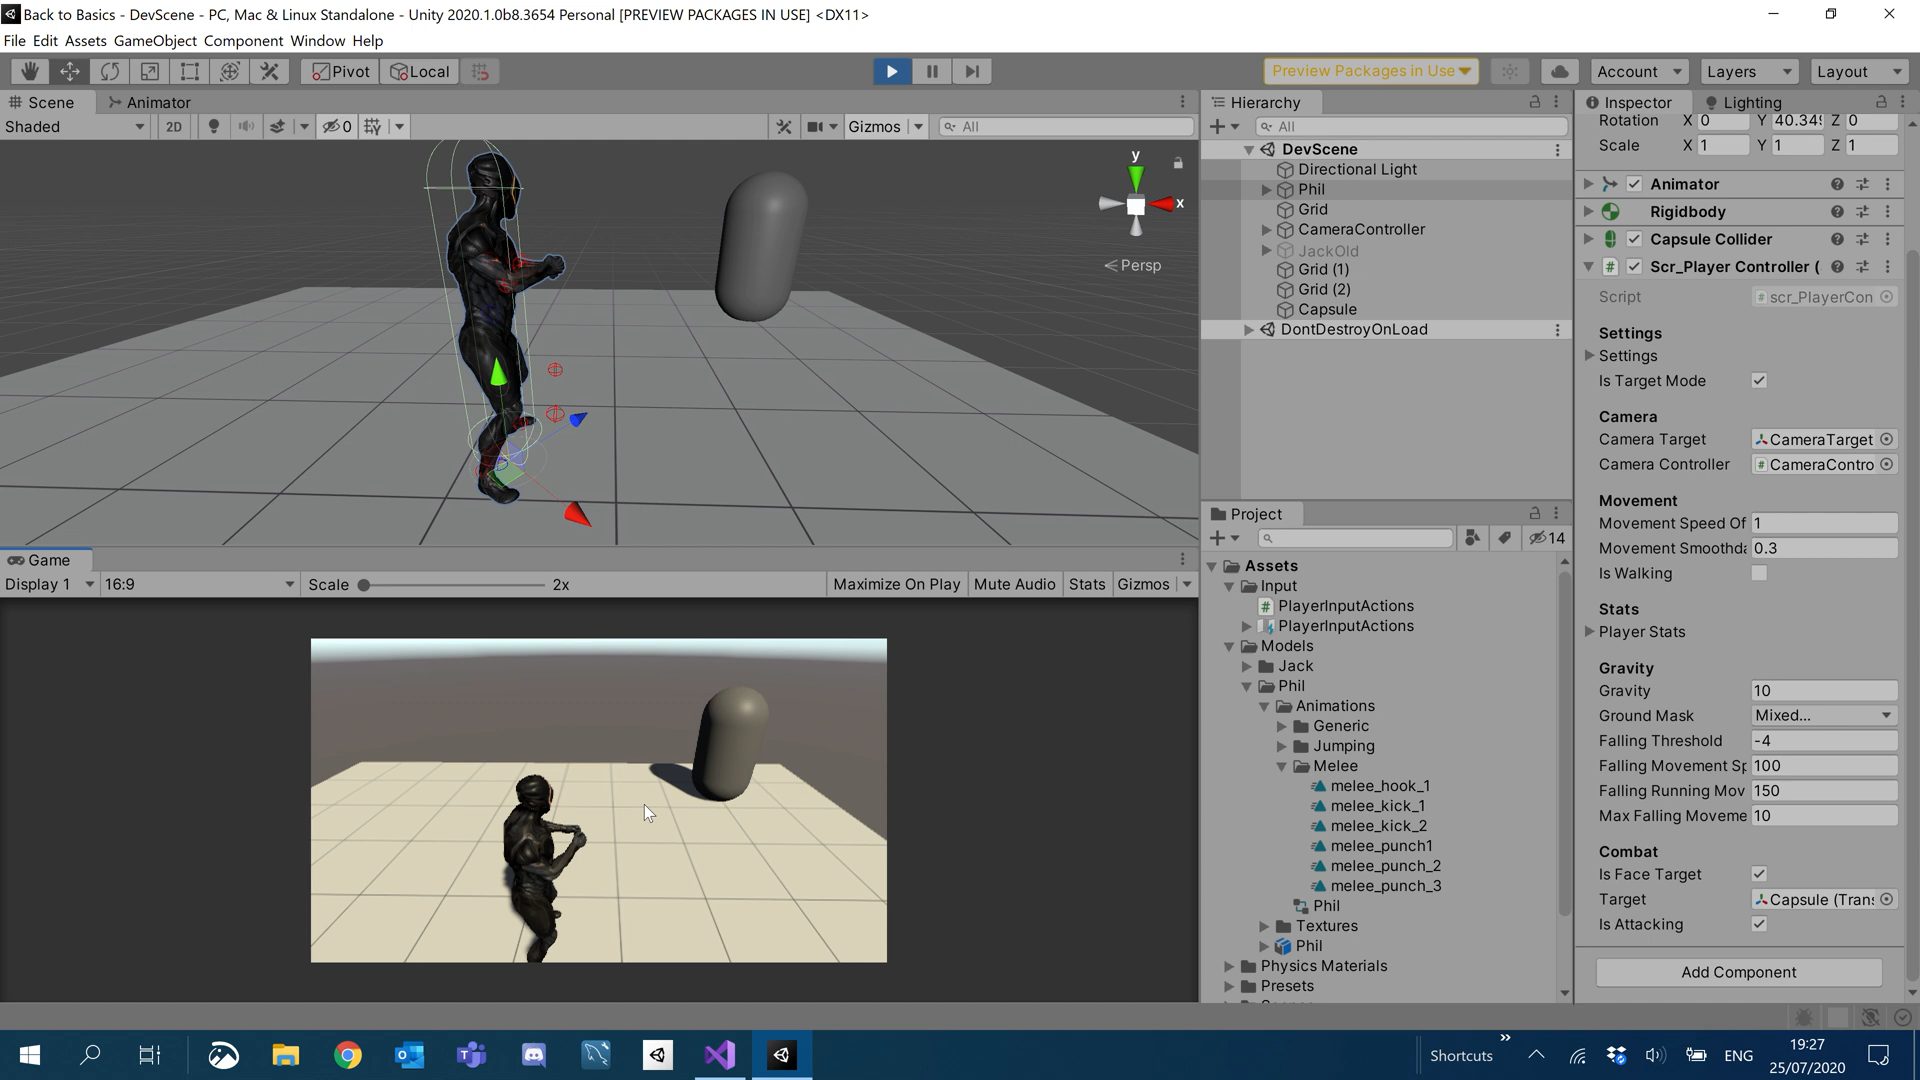 Back to Basics - DevScene - PC, Mac & Linux Standalone - Unity 2020.1.0b8.3654 Personal [PREVIEW PACKAGES IN USE] <DX11>
File Edit Assets GameObject Component Window Help
Pivot Local Preview Packages in Use Account Layers Layout
Scene Animator
Shaded 2D 0 Gizmos All
y
x
Persp
Game
Display 1 16:9 Scale 2x Maximize On Play Mute Audio Stats Gizmos
Hierarchy
All
DevScene
Directional Light
Phil
Grid
CameraController
JackOld
Grid (1)
Grid (2)
Capsule
DontDestroyOnLoad
Project
14
Assets
Input
PlayerInputActions
PlayerInputActions
Models
Jack
Phil
Animations
Generic
Jumping
Melee
melee_hook_1
melee_kick_1
melee_kick_2
melee_punch1
melee_punch_2
melee_punch_3
Phil
Textures
Phil
Physics Materials
Presets
Inspector Lighting
Rotation X 0 Y 40.349 Z 0
Scale X 1 Y 1 Z 1
Animator
Rigidbody
Capsule Collider
Scr_Player Controller (
Script scr_PlayerCon
Settings
Settings
Is Target Mode
Camera
Camera Target CameraTarget
Camera Controller CameraContro
Movement
Movement Speed Of 1
Movement Smoothda 0.3
Is Walking
Stats
Player Stats
Gravity
Gravity 10
Ground Mask Mixed...
Falling Threshold -4
Falling Movement Sp 100
Falling Running Mov 150
Max Falling Moveme 10
Combat
Is Face Target
Target Capsule (Trans
Is Attacking
Add Component
Shortcuts ENG 19:27
25/07/2020